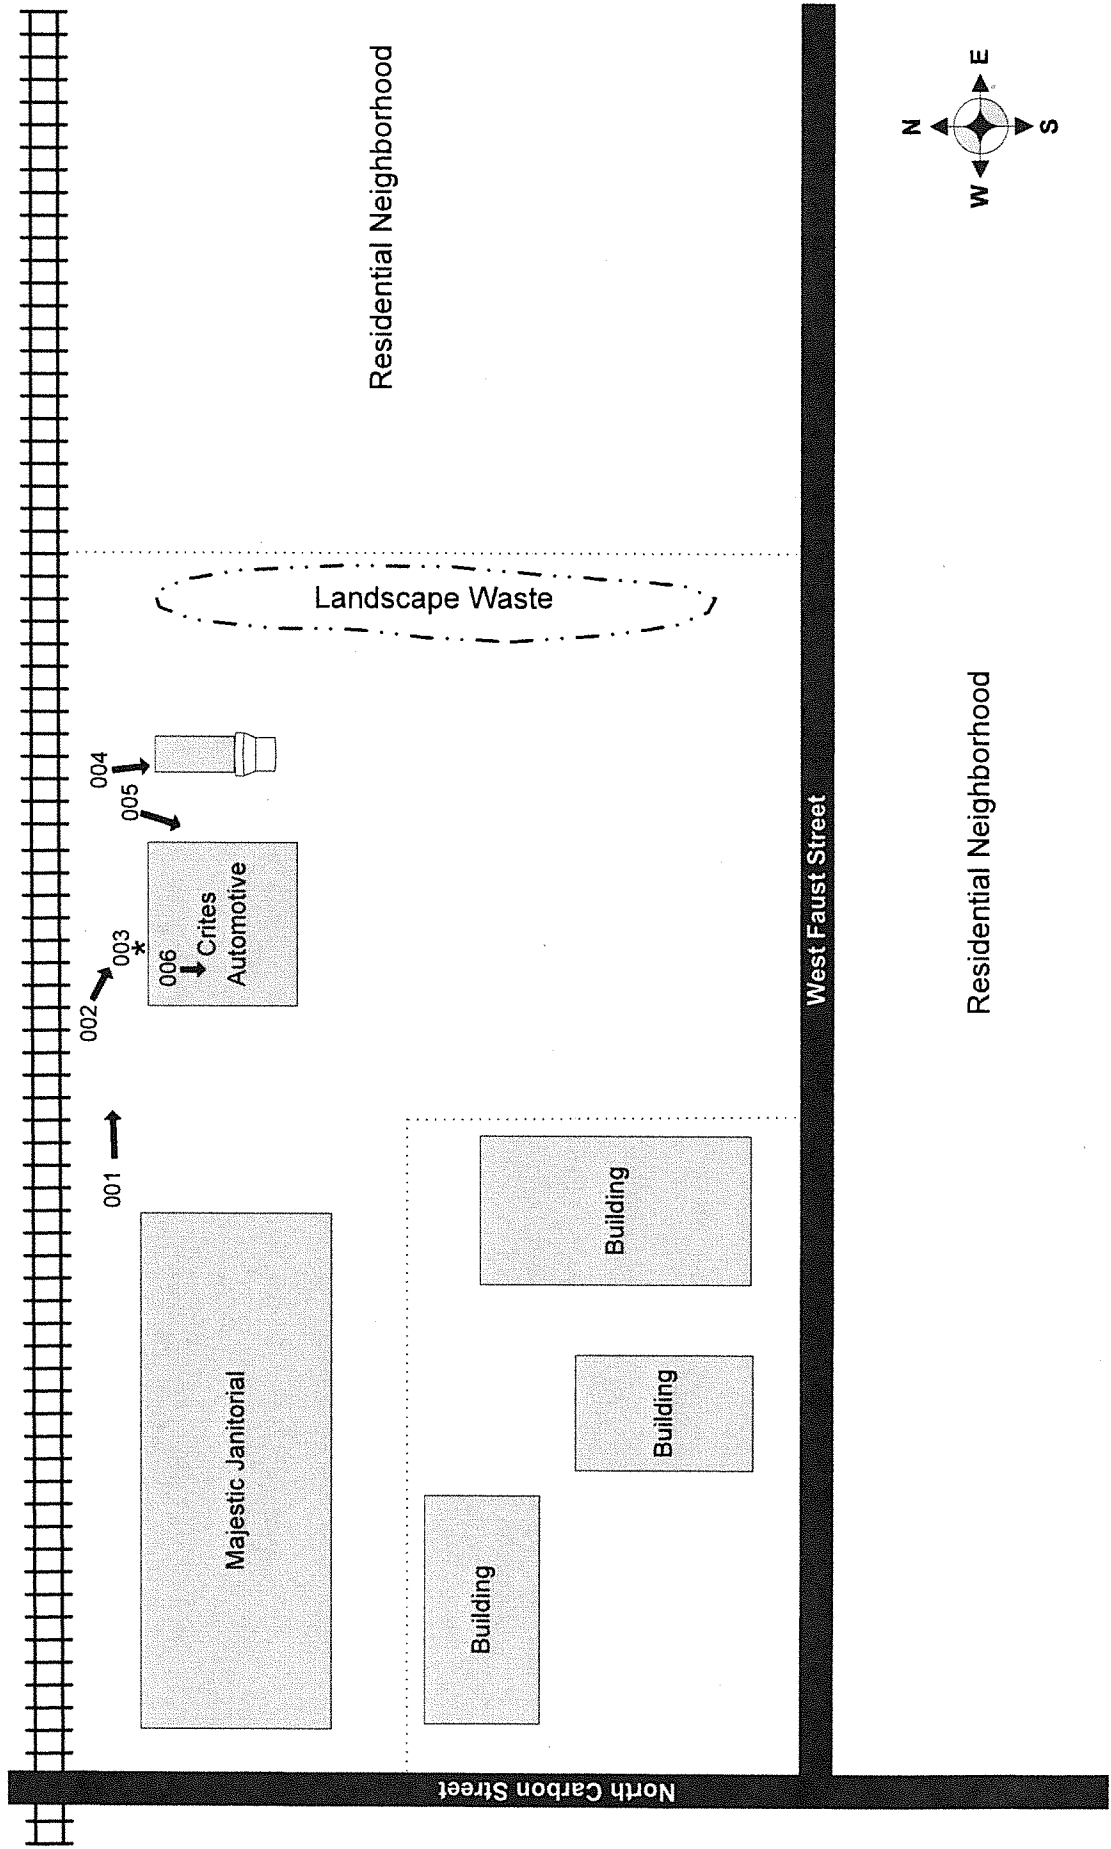 004
005
003
*
002
006
Crites
Automotive
001
Landscape Waste
Residential Neighborhood
Majestic Janitorial
Building
Building
Building
North Carbon Street
West Faust Street
Residential Neighborhood
N
W
E
S